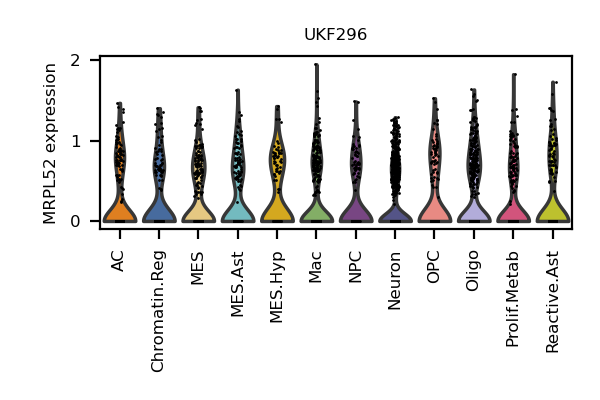 UKF296
MRPL52 expression
2
1
0
AC
Chromatin.Reg
MES
MES.Ast
MES.Hyp
Mac
NPC
Neuron
OPC
Oligo
Prolif.Metab
Reactive.Ast